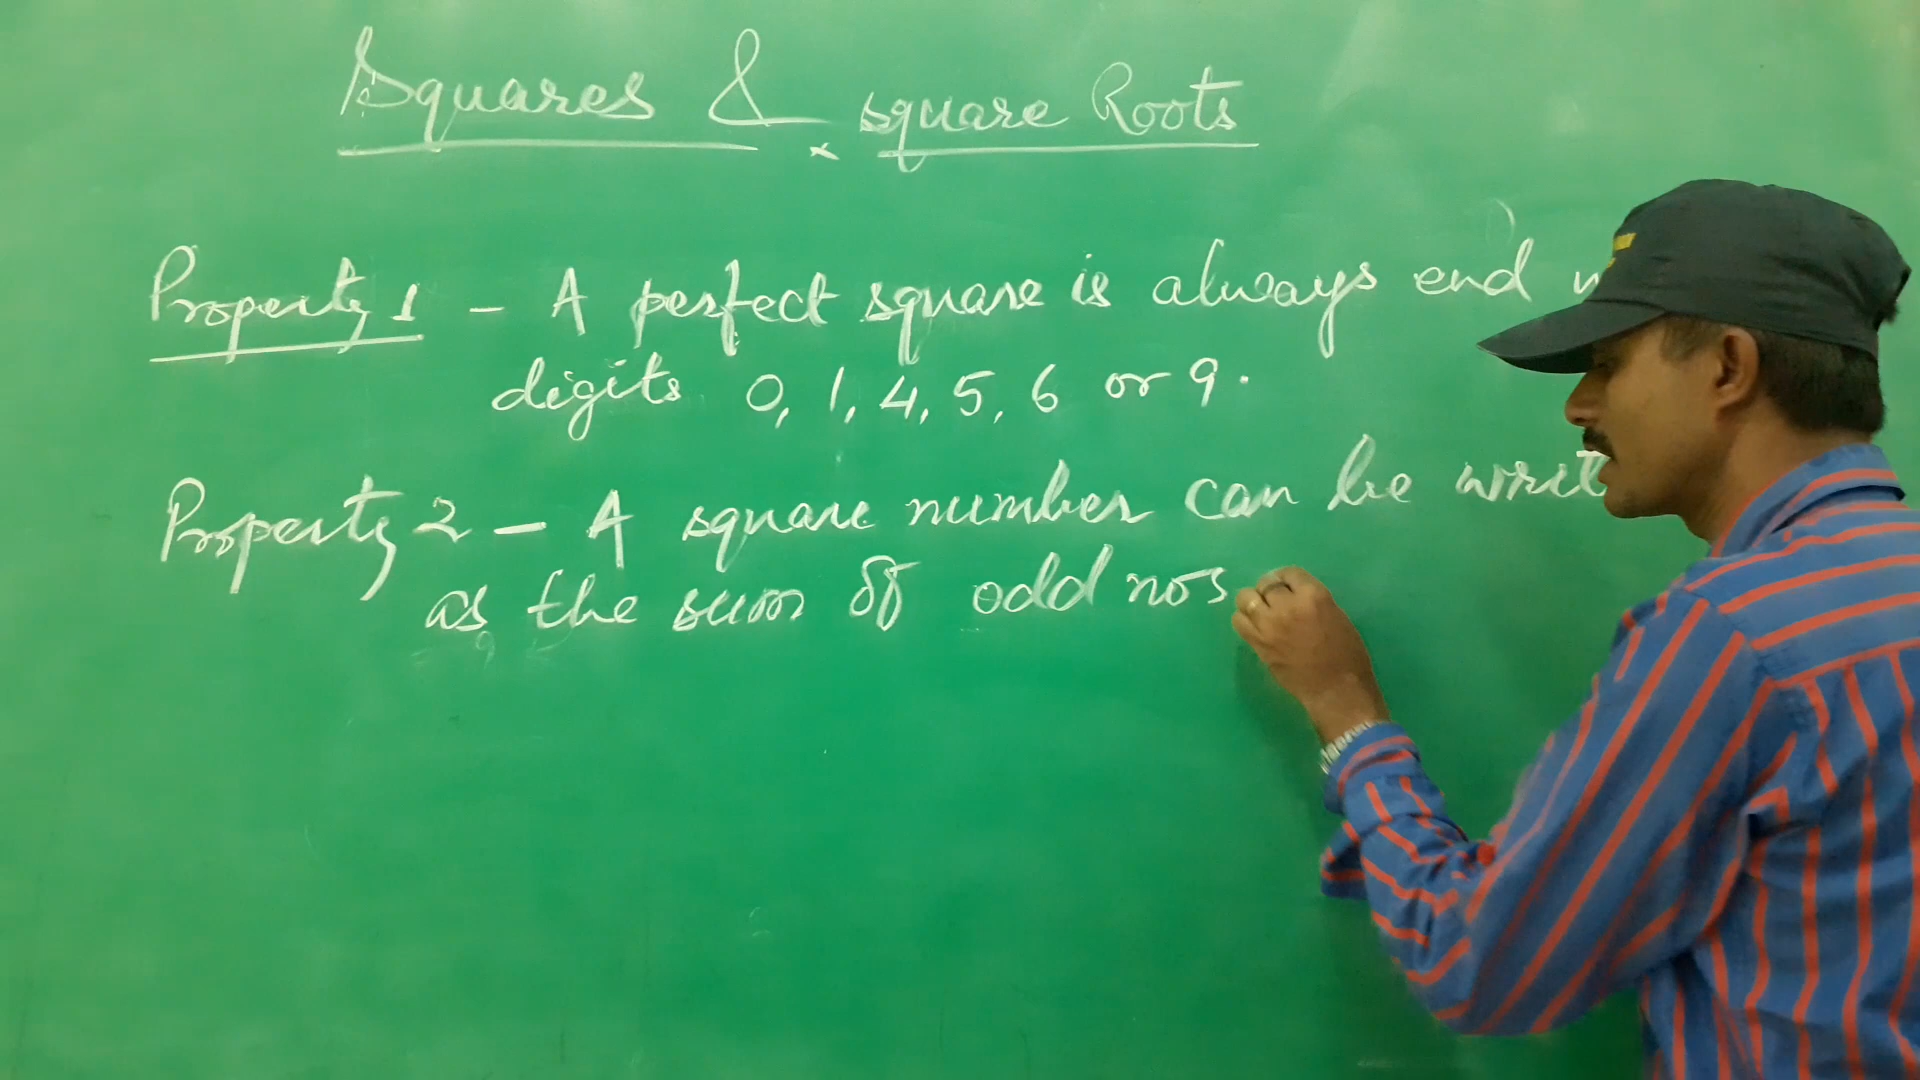 Squares & square Roots
Property 1 - A perfect square is always end
digits 0, 1, 4, 5, 6 or 9.
Property 2 - A square number can be writ
as the sum of odd nos